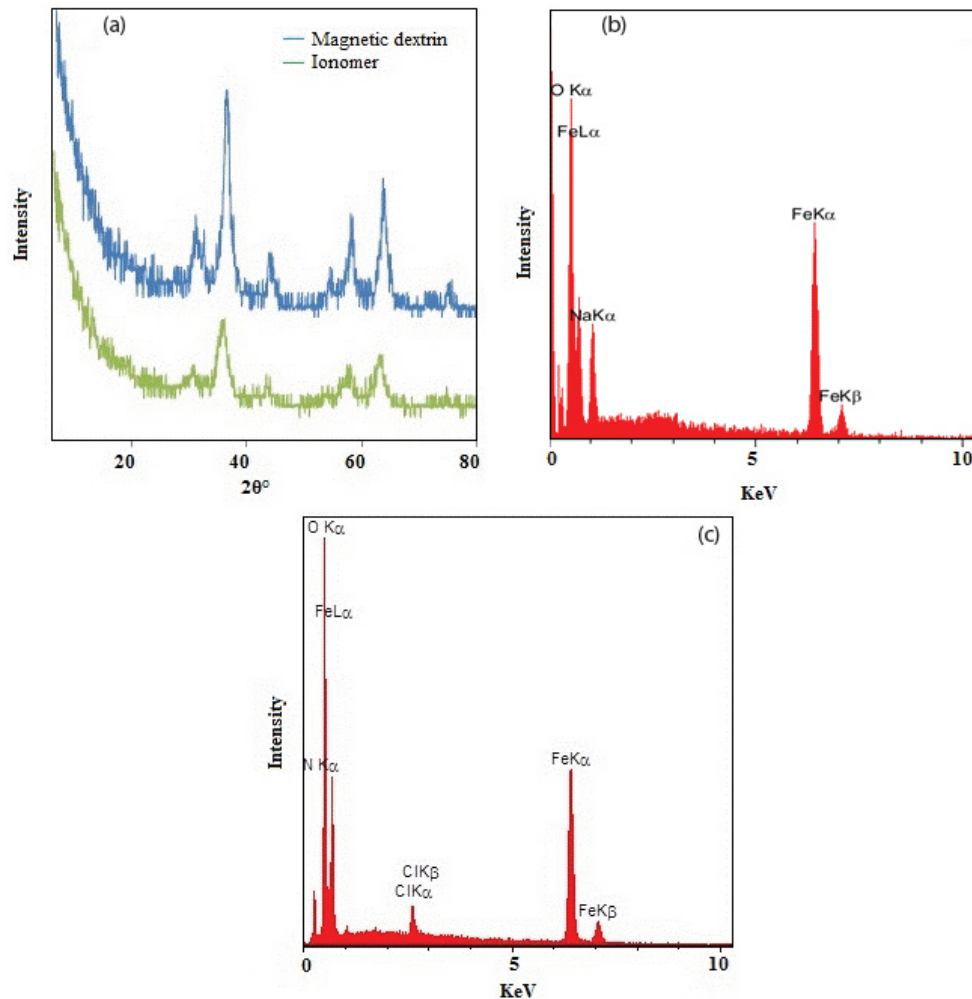 (a)
Magnetic dextrin
Ionomer
Intensity
20
40
60
80
2θ°
(b)
O Kα
FeLα
NaKα
FeKα
FeKβ
Intensity
0
5
10
KeV
(c)
O Kα
FeLα
N Kα
ClKβ
ClKα
FeKα
FeKβ
Intensity
0
5
10
KeV